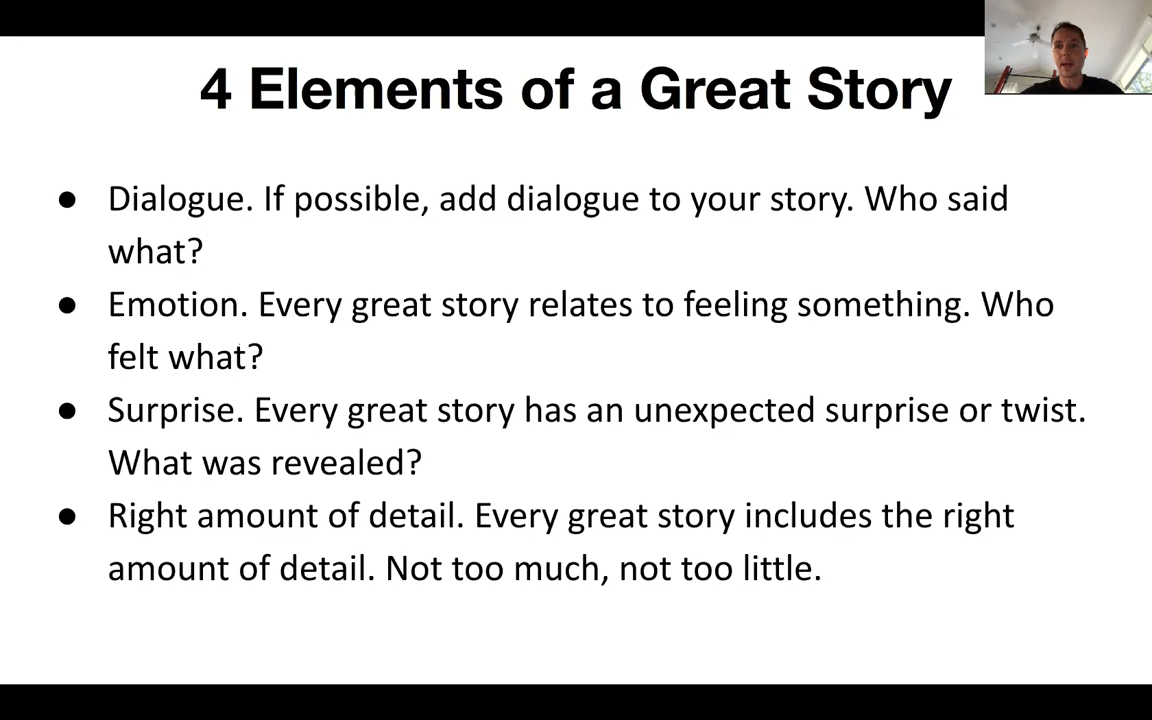 4 Elements of a Great Story
● Dialogue. If possible, add dialogue to your story. Who said
what?
● Emotion. Every great story relates to feeling something. Who
felt what?
● Surprise. Every great story has an unexpected surprise or twist.
What was revealed?
● Right amount of detail. Every great story includes the right
amount of detail. Not too much, not too little.